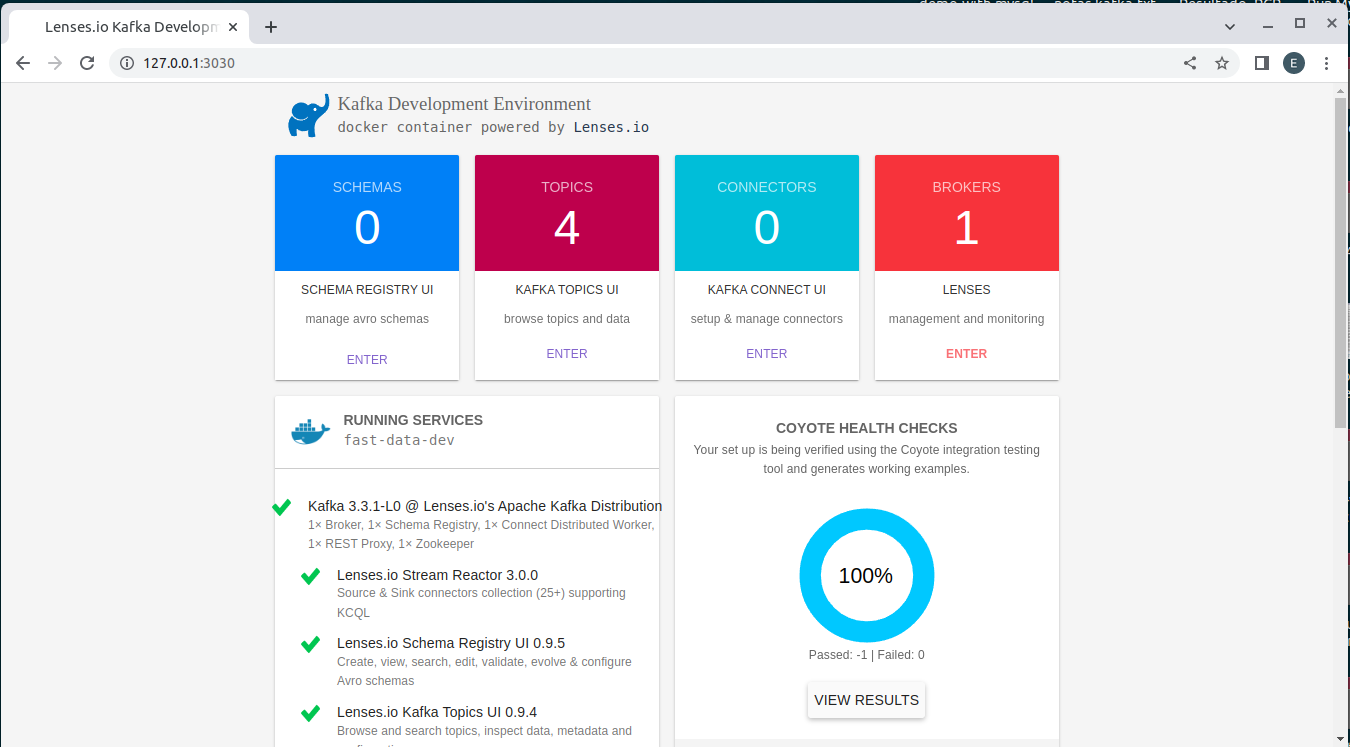 Lenses.io Kafka Developm
127.0.0.1:3030
E
Kafka Development Environment
docker container powered by Lenses.io
SCHEMAS
0
SCHEMA REGISTRY UI
manage avro schemas
ENTER
TOPICS
4
KAFKA TOPICS UI
browse topics and data
ENTER
CONNECTORS
0
KAFKA CONNECT UI
setup & manage connectors
ENTER
BROKERS
1
LENSES
management and monitoring
ENTER
RUNNING SERVICES
fast-data-dev
Kafka 3.3.1-L0 @ Lenses.io's Apache Kafka Distribution
1× Broker, 1× Schema Registry, 1× Connect Distributed Worker,
1× REST Proxy, 1× Zookeeper
Lenses.io Stream Reactor 3.0.0
Source & Sink connectors collection (25+) supporting
KCQL
Lenses.io Schema Registry UI 0.9.5
Create, view, search, edit, validate, evolve & configure
Avro schemas
Lenses.io Kafka Topics UI 0.9.4
Browse and search topics, inspect data, metadata and
COYOTE HEALTH CHECKS
Your set up is being verified using the Coyote integration testing
tool and generates working examples.
100%
Passed: -1 | Failed: 0
VIEW RESULTS